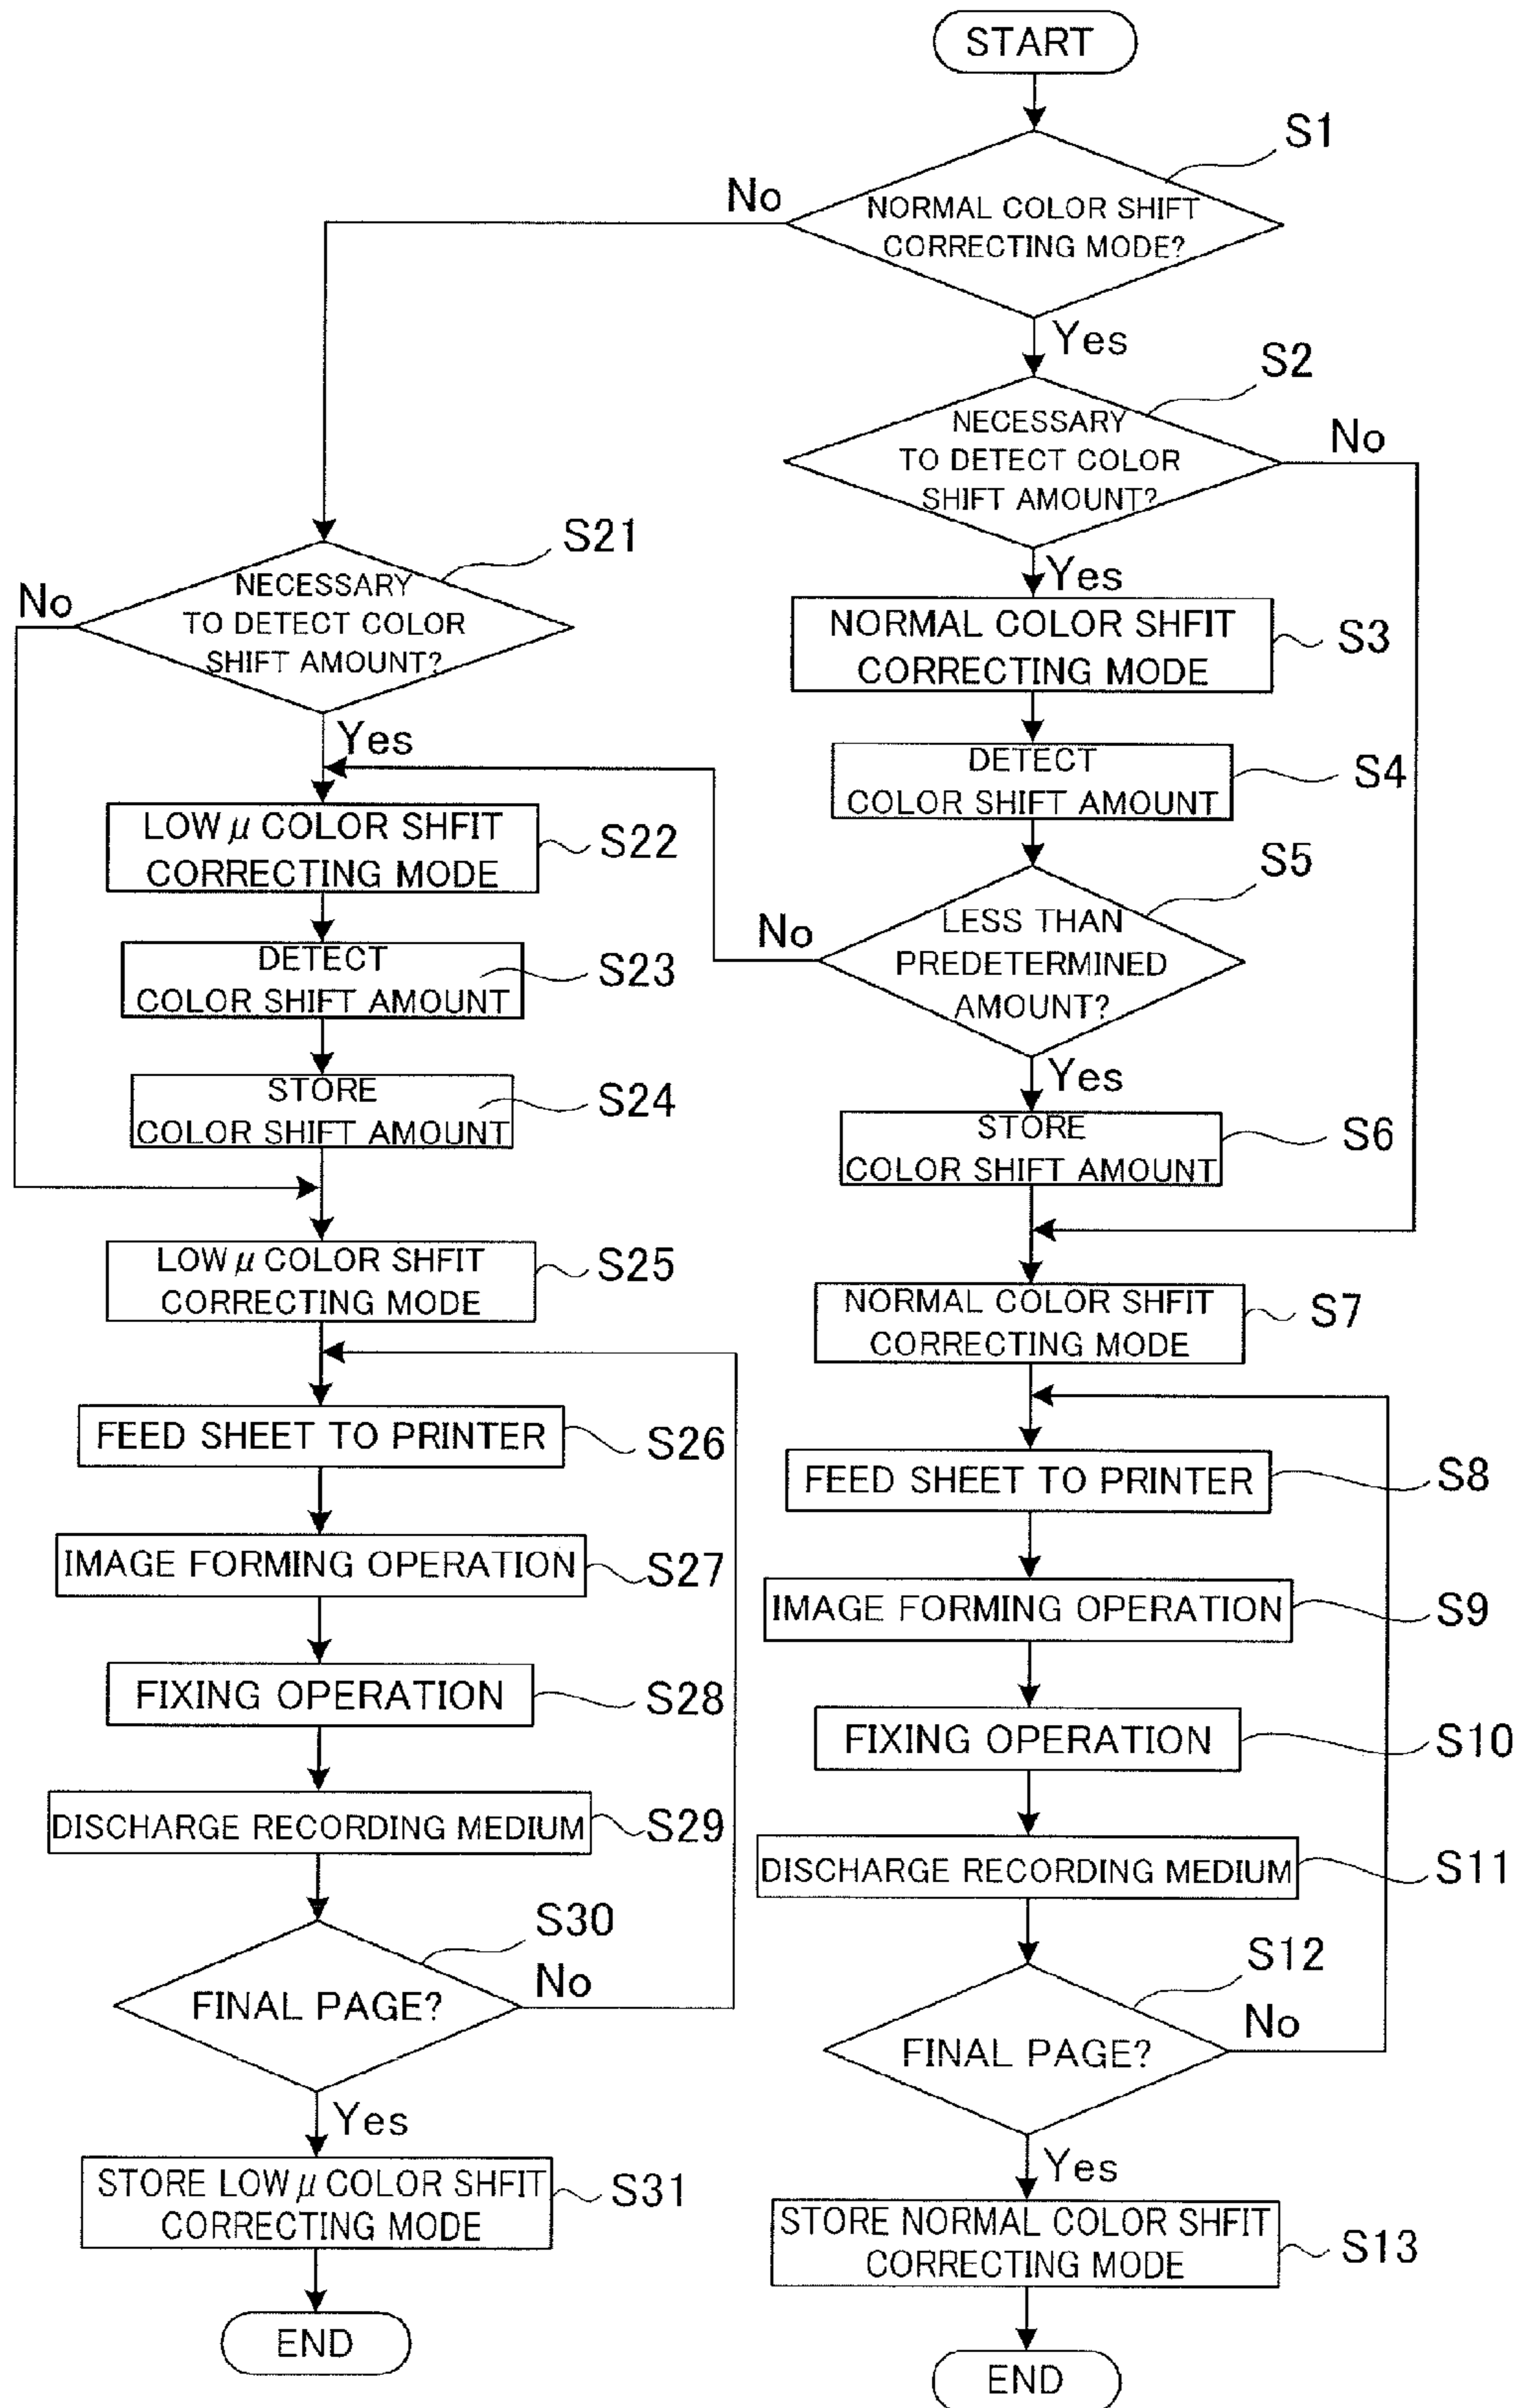 START
S1
No
NORMAL COLOR SHIFT
CORRECTING MODE?
Yes
S2
NECESSARY
TO DETECT COLOR
SHIFT AMOUNT?
No
Yes
NORMAL COLOR SHFIT
CORRECTING MODE
S3
DETECT
COLOR SHIFT AMOUNT
S4
S5
LESS THAN
PREDETERMINED
AMOUNT?
No
Yes
STORE
COLOR SHIFT AMOUNT
S6
NORMAL COLOR SHFIT
CORRECTING MODE
S7
FEED SHEET TO PRINTER
S8
IMAGE FORMING OPERATION
S9
FIXING OPERATION
S10
DISCHARGE RECORDING MEDIUM
S11
S12
FINAL PAGE?
No
Yes
STORE NORMAL COLOR SHFIT
CORRECTING MODE
S13
END
S21
No
NECESSARY
TO DETECT COLOR
SHIFT AMOUNT?
Yes
LOW μ COLOR SHFIT
CORRECTING MODE
S22
DETECT
COLOR SHIFT AMOUNT
S23
STORE
COLOR SHIFT AMOUNT
S24
LOW μ COLOR SHFIT
CORRECTING MODE
S25
FEED SHEET TO PRINTER
S26
IMAGE FORMING OPERATION
S27
FIXING OPERATION
S28
DISCHARGE RECORDING MEDIUM
S29
S30
FINAL PAGE?
No
Yes
STORE LOW μ COLOR SHFIT
CORRECTING MODE
S31
END